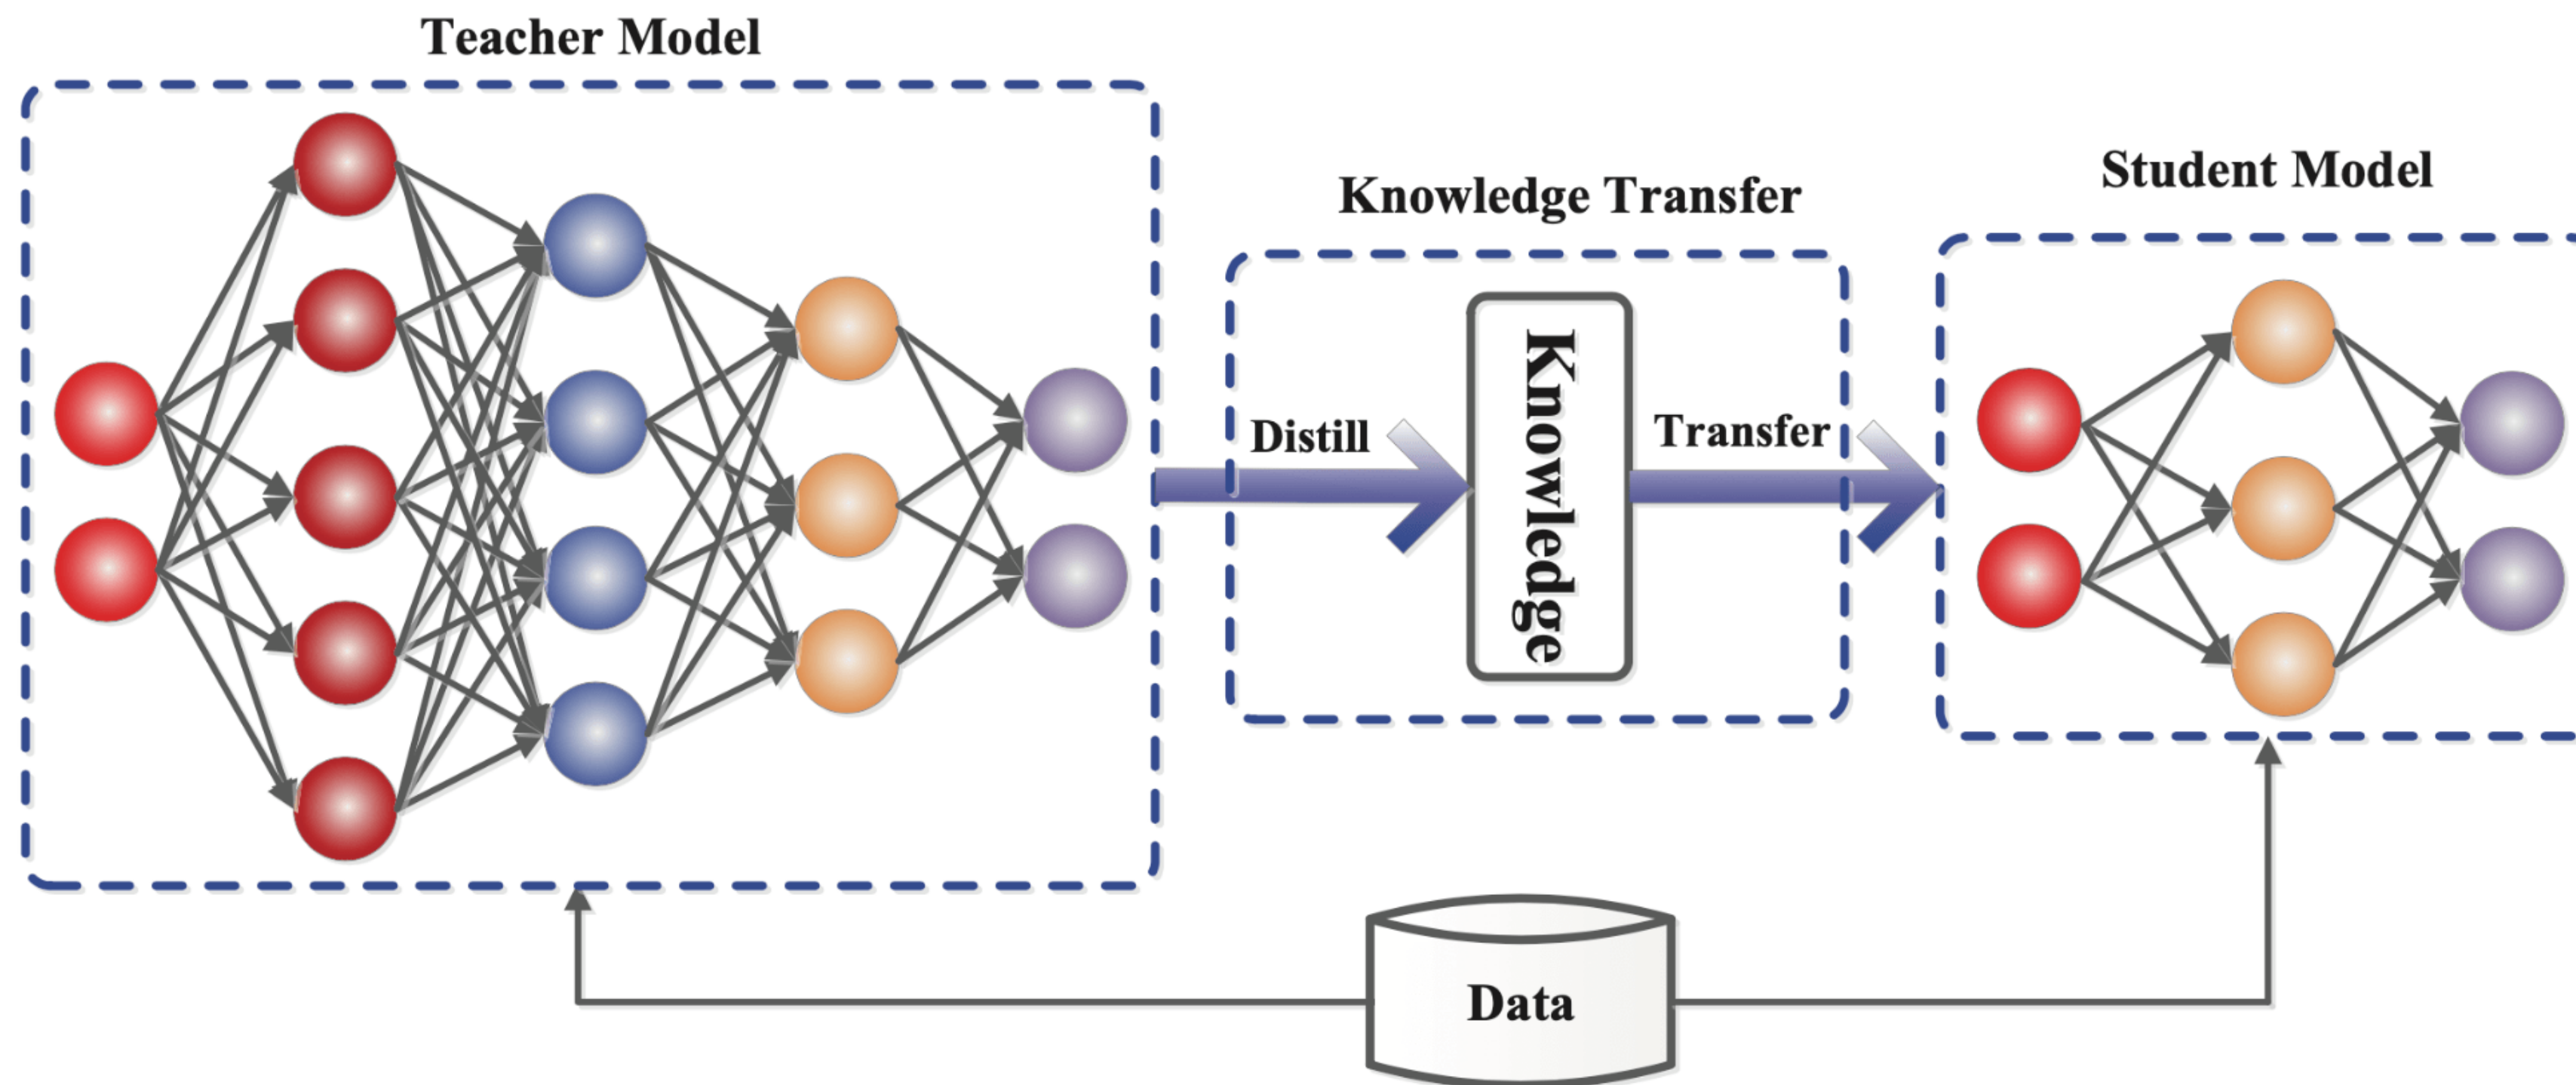 Teacher Model
Knowledge Transfer
Student Model
Distill
Knowledge
Transfer
Data